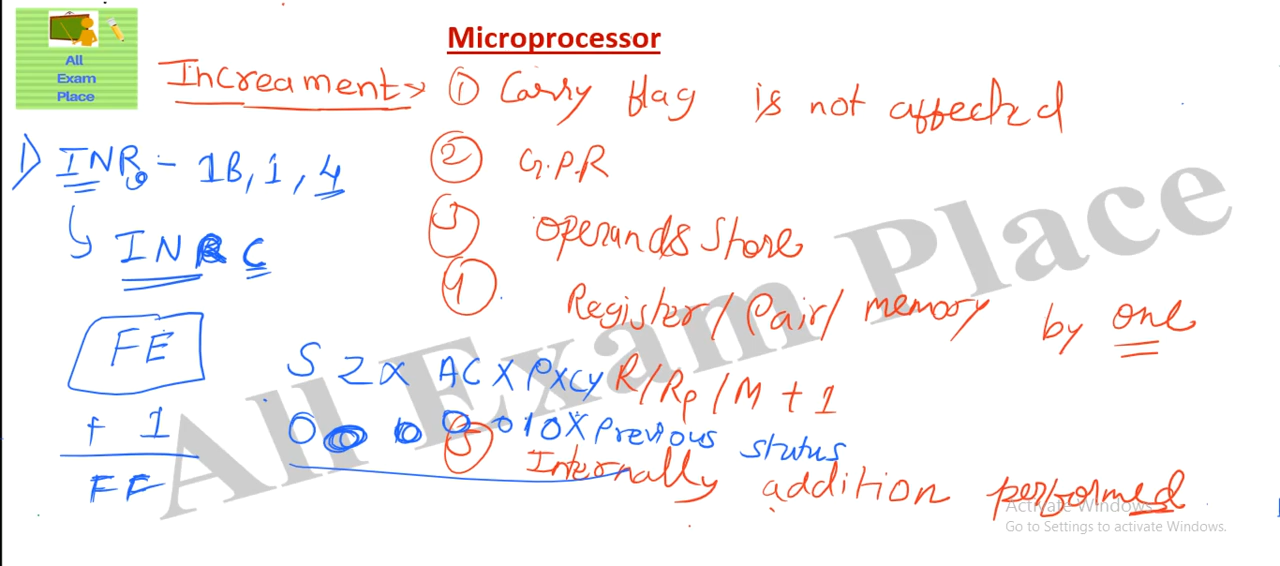 All
Exam
Place
Microprocessor
Increament → ① Carry flag is not affected
1) INR - 1B, 1, 4
② G.P.R
↳ INR C
③ Operands Store
④ Register/Pair/memory by one
FE
S Z X AC X P X CY
R/Rp/M + 1
+ 1
0 0 0 0 0 1 0 X Previous status
FF
⑤ Internally addition performed
All Exam Place
Activate Windows
Go to Settings to activate Windows.